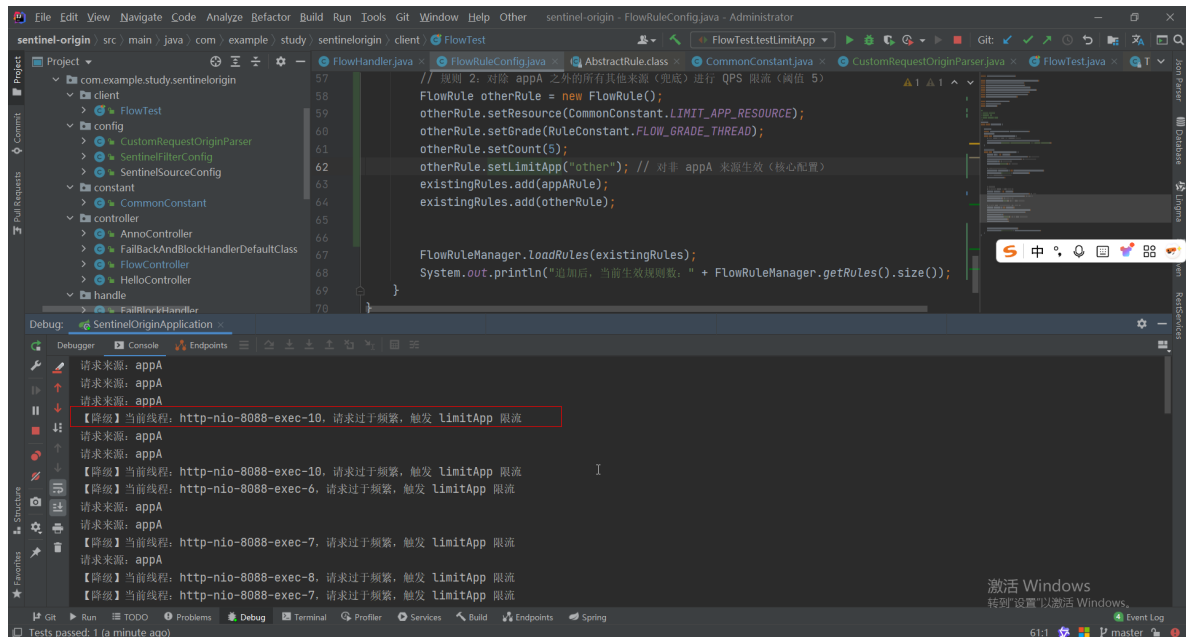 File Edit View Navigate Code Analyze Refactor Build Run Tools Git Window Help Other sentinel-origin - FlowRuleConfig.java - Administrator
sentinel-origin src main java com example study sentinelorigin client FlowTest FlowTest.testLimitApp Git:
Project
FlowHandler.java FlowRuleConfig.java AbstractRule.class CommonConstant.java CustomRequestOriginParser.java FlowTest.java T
com.example.study.sentinelorigin
client
FlowTest
config
CustomRequestOriginParser
SentinelFilterConfig
SentinelSourceConfig
constant
CommonConstant
controller
AnnoController
FailBackAndBlockHandlerDefaultClass
FlowController
HelloController
handle
FailBlockHandler
57 // 规则 2：对除 appA 之外的所有其他来源（兜底）进行 QPS 限流（阈值 5）
1 1
58 FlowRule otherRule = new FlowRule();
59 otherRule.setResource(CommonConstant.LIMIT_APP_RESOURCE);
60 otherRule.setGrade(RuleConstant.FLOW_GRADE_THREAD);
61 otherRule.setCount(5);
62 otherRule.setLimitApp("other"); // 对非 appA 来源生效（核心配置）
63 existingRules.add(appARule);
64 existingRules.add(otherRule);
65
66
67 FlowRuleManager.loadRules(existingRules);
68 System.out.println("追加后，当前生效规则数：" + FlowRuleManager.getRules().size());
69 }
70 }
Project
Commit
Pull Requests
Structure
Favorites
Json Parser
Database
Lingma
RestServices
中
Debug: SentinelOriginApplication
Debugger Console Endpoints
请求来源：appA
请求来源：appA
请求来源：appA
【降级】当前线程：http-nio-8088-exec-10，请求过于频繁，触发 limitApp 限流
请求来源：appA
请求来源：appA
【降级】当前线程：http-nio-8088-exec-10，请求过于频繁，触发 limitApp 限流
【降级】当前线程：http-nio-8088-exec-6，请求过于频繁，触发 limitApp 限流
请求来源：appA
请求来源：appA
【降级】当前线程：http-nio-8088-exec-7，请求过于频繁，触发 limitApp 限流
请求来源：appA
【降级】当前线程：http-nio-8088-exec-8，请求过于频繁，触发 limitApp 限流
【降级】当前线程：http-nio-8088-exec-7，请求过于频繁，触发 limitApp 限流
激活 Windows
转到"设置"以激活 Windows。
Git Run TODO Problems Debug Terminal Profiler Services Build Endpoints Spring 4 Event Log
Tests passed: 1 (a minute ago) 61:1 master